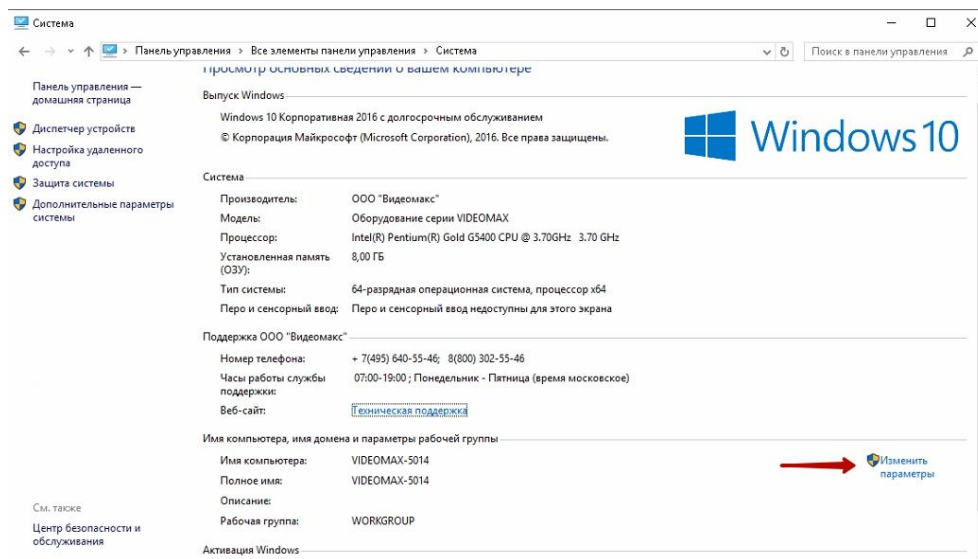 Система
Панель управления > Все элементы панели управления > Система
Поиск в панели управления
Панель управления —
домашняя страница
Диспетчер устройств
Настройка удаленного
доступа
Защита системы
Дополнительные параметры
системы
Просмотр основных сведений о вашем компьютере
Выпуск Windows
Windows 10 Корпоративная 2016 с долгосрочным обслуживанием
© Корпорация Майкрософт (Microsoft Corporation), 2016. Все права защищены.
Windows 10
Система
Производитель: ООО "Видеомакс"
Модель: Оборудование серии VIDEOMAX
Процессор: Intel(R) Pentium(R) Gold G5400 CPU @ 3.70GHz 3.70 GHz
Установленная память 8,00 ГБ
(ОЗУ):
Тип системы: 64-разрядная операционная система, процессор x64
Перо и сенсорный ввод: Перо и сенсорный ввод недоступны для этого экрана
Поддержка ООО "Видеомакс"
Номер телефона: + 7(495) 640-55-46; 8(800) 302-55-46
Часы работы службы 07:00-19:00 ; Понедельник - Пятница (время московское)
поддержки:
Веб-сайт: Техническая поддержка
Имя компьютера, имя домена и параметры рабочей группы
Имя компьютера: VIDEOMAX-5014
Изменить
параметры
Полное имя: VIDEOMAX-5014
Описание:
Рабочая группа: WORKGROUP
Активация Windows
См. также
Центр безопасности и
обслуживания